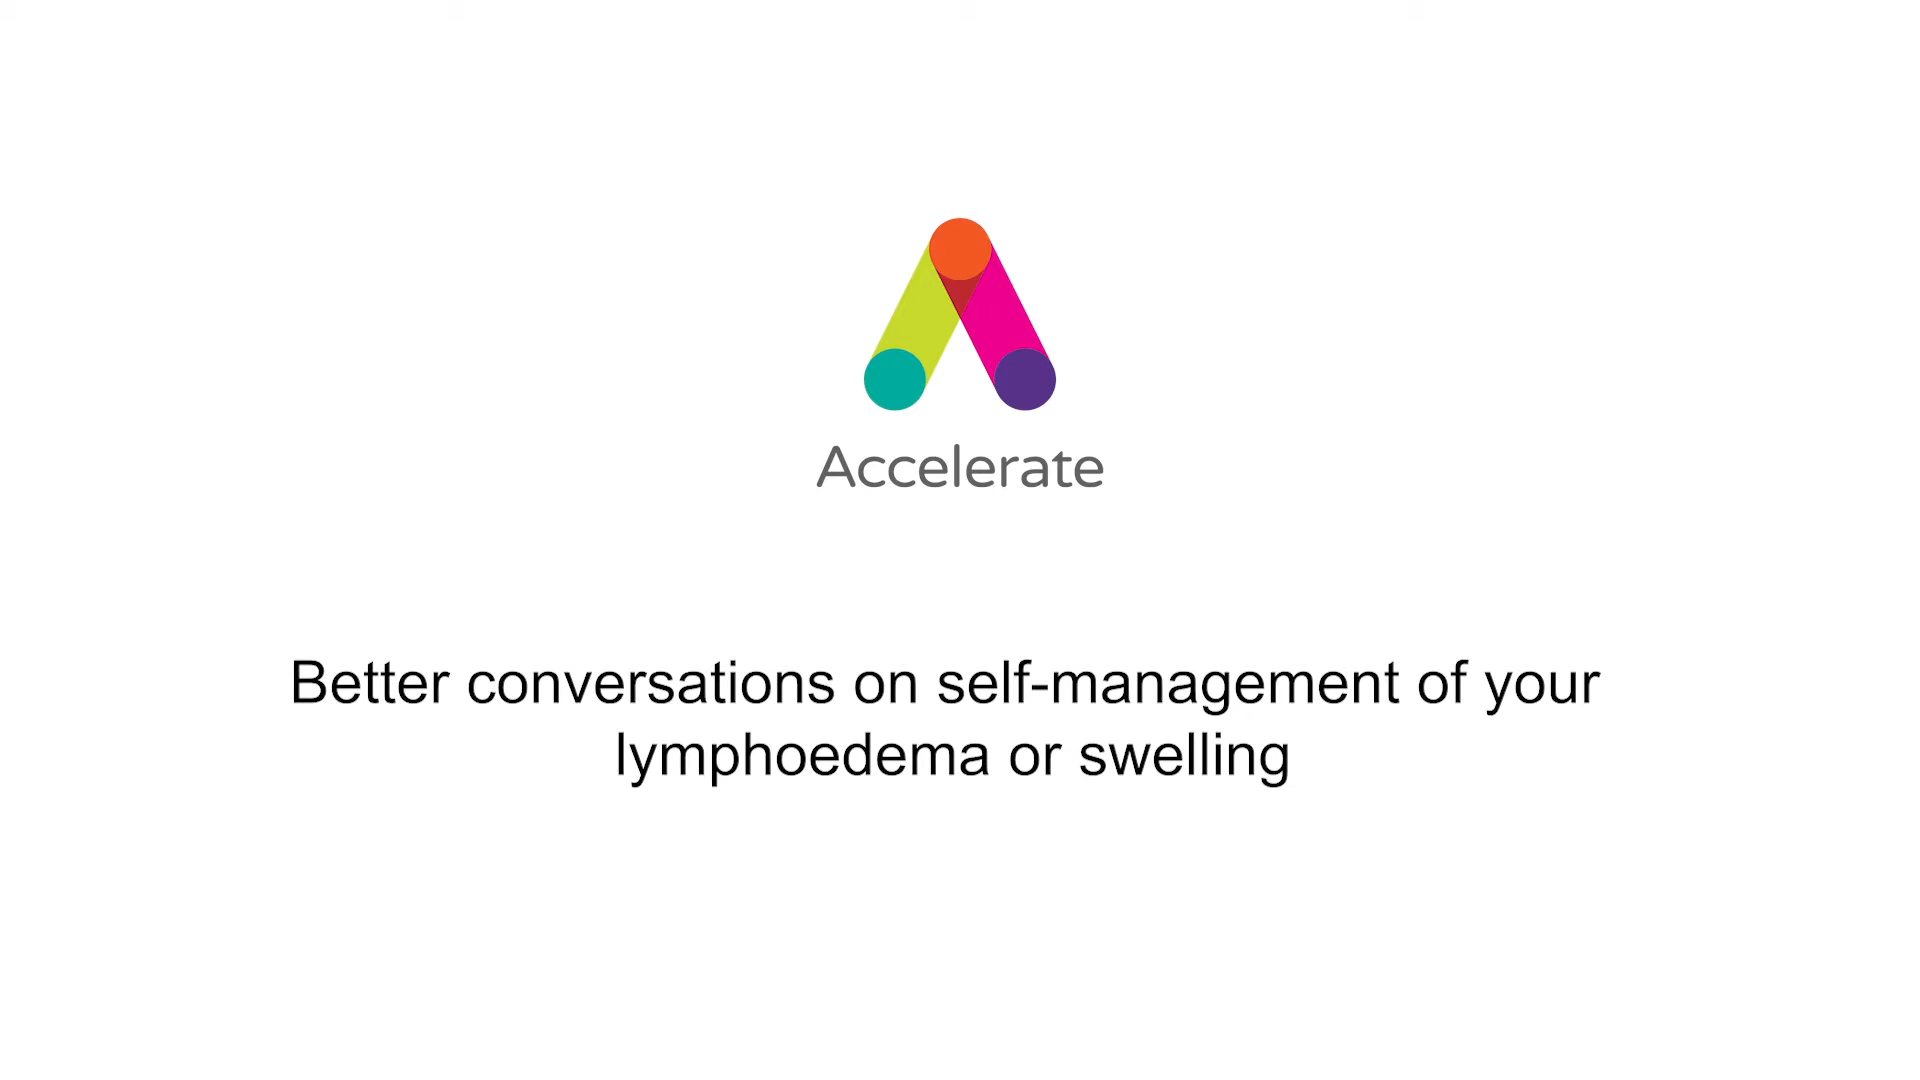 Accelerate
Better conversations on self-management of your
lymphoedema or swelling